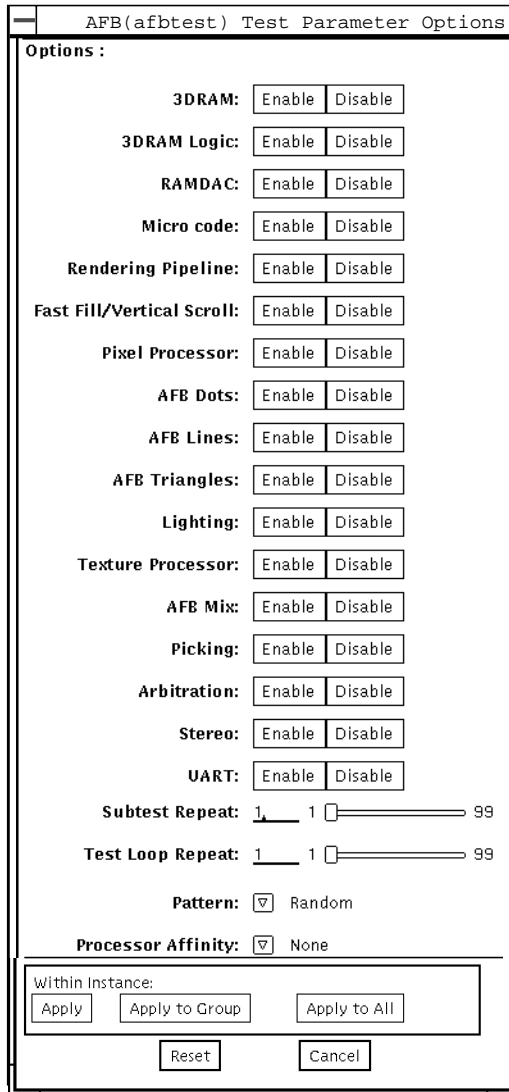 AFB(afbtest) Test Parameter Options
Options :
3DRAM: Enable Disable
3DRAM Logic: Enable Disable
RAMDAC: Enable Disable
Micro code: Enable Disable
Rendering Pipeline: Enable Disable
Fast Fill/Vertical Scroll: Enable Disable
Pixel Processor: Enable Disable
AFB Dots: Enable Disable
AFB Lines: Enable Disable
AFB Triangles: Enable Disable
Lighting: Enable Disable
Texture Processor: Enable Disable
AFB Mix: Enable Disable
Picking: Enable Disable
Arbitration: Enable Disable
Stereo: Enable Disable
UART: Enable Disable
Subtest Repeat: 1 1 99
Test Loop Repeat: 1 1 99
Pattern: Random
Processor Affinity: None
Within Instance:
Apply Apply to Group Apply to All
Reset Cancel